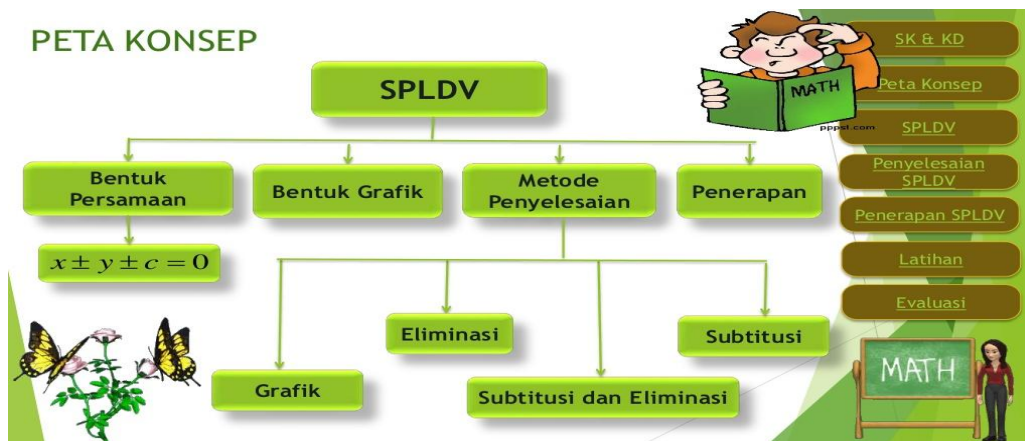 PETA KONSEP
SPLDV
Bentuk
Persamaan
Bentuk Grafik
Metode
Penyelesaian
Penerapan
x ± y ± c = 0
Eliminasi
Subtitusi
Grafik
Subtitusi dan Eliminasi
MATH
pppst.com
SK & KD
Peta Konsep
SPLDV
Penyelesaian
SPLDV
Penerapan SPLDV
Latihan
Evaluasi
MATH